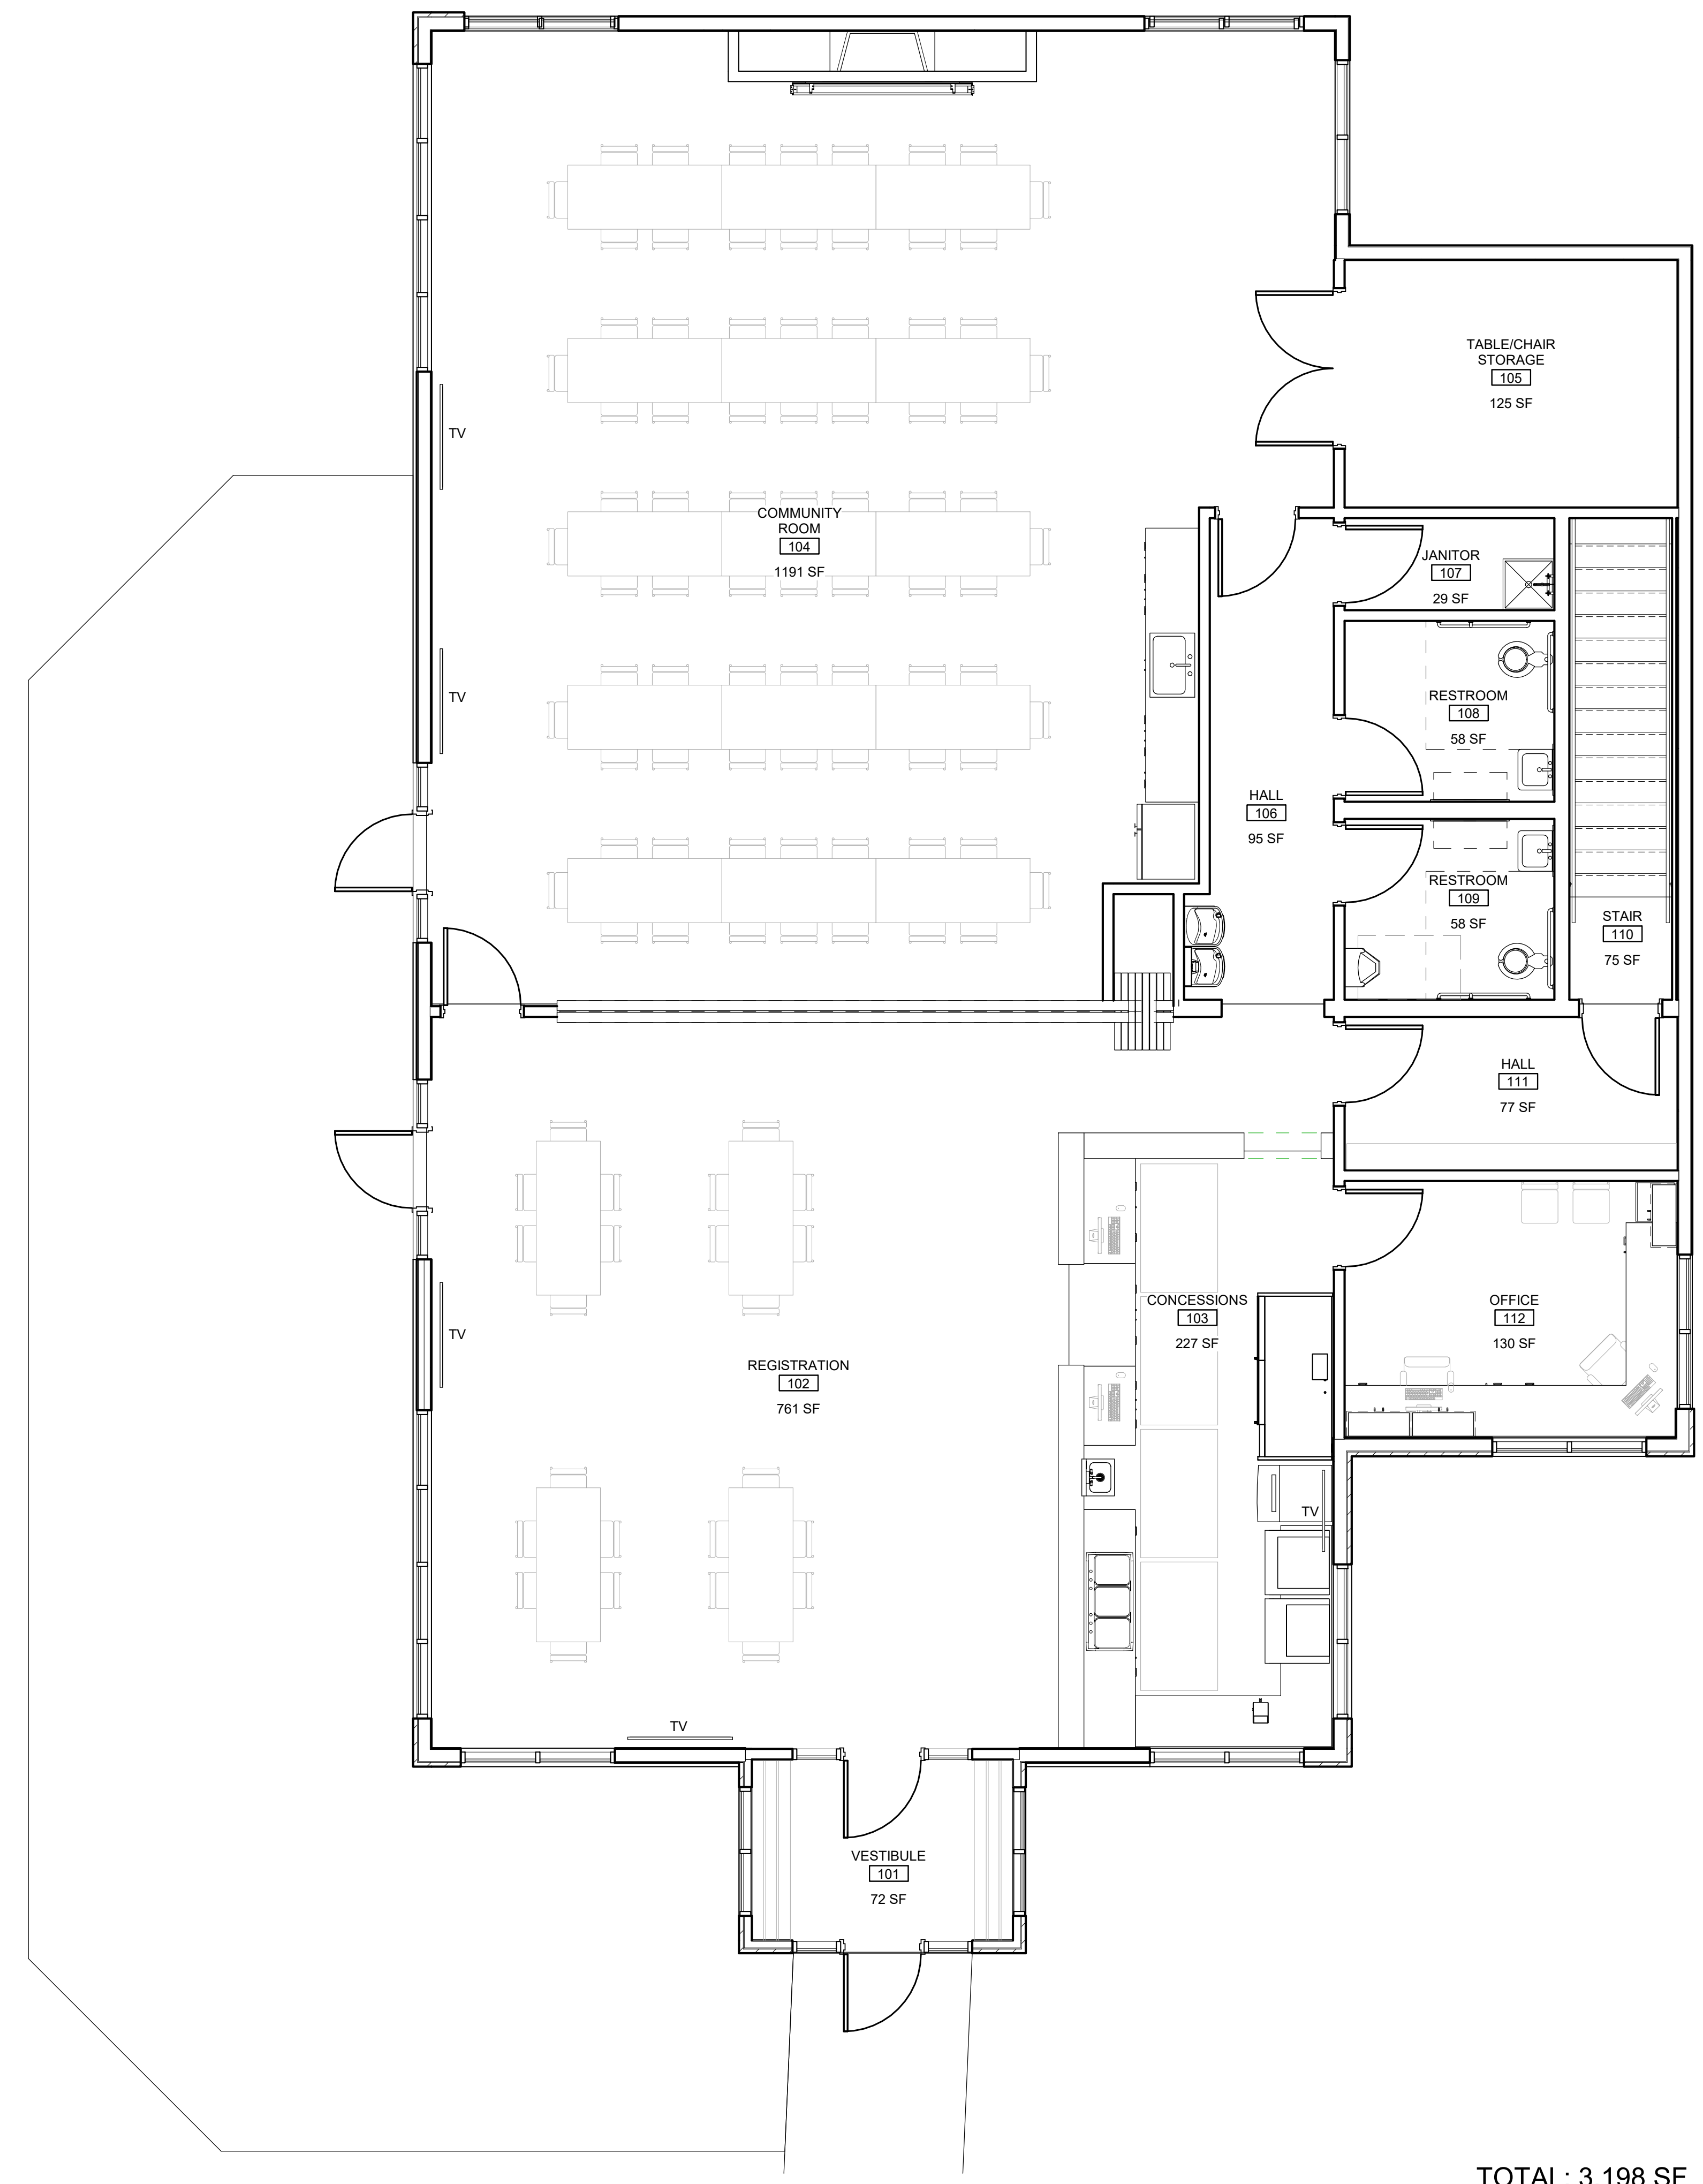 TABLE/CHAIR
STORAGE
105
125 SF
TV
COMMUNITY
ROOM
104
1191 SF
JANITOR
107
29 SF
TV
RESTROOM
108
58 SF
HALL
106
95 SF
RESTROOM
109
58 SF
STAIR
110
75 SF
HALL
111
77 SF
CONCESSIONS
103
227 SF
OFFICE
112
130 SF
TV
REGISTRATION
102
761 SF
TV
TV
VESTIBULE
101
72 SF
TOTAL: 3,198 SF